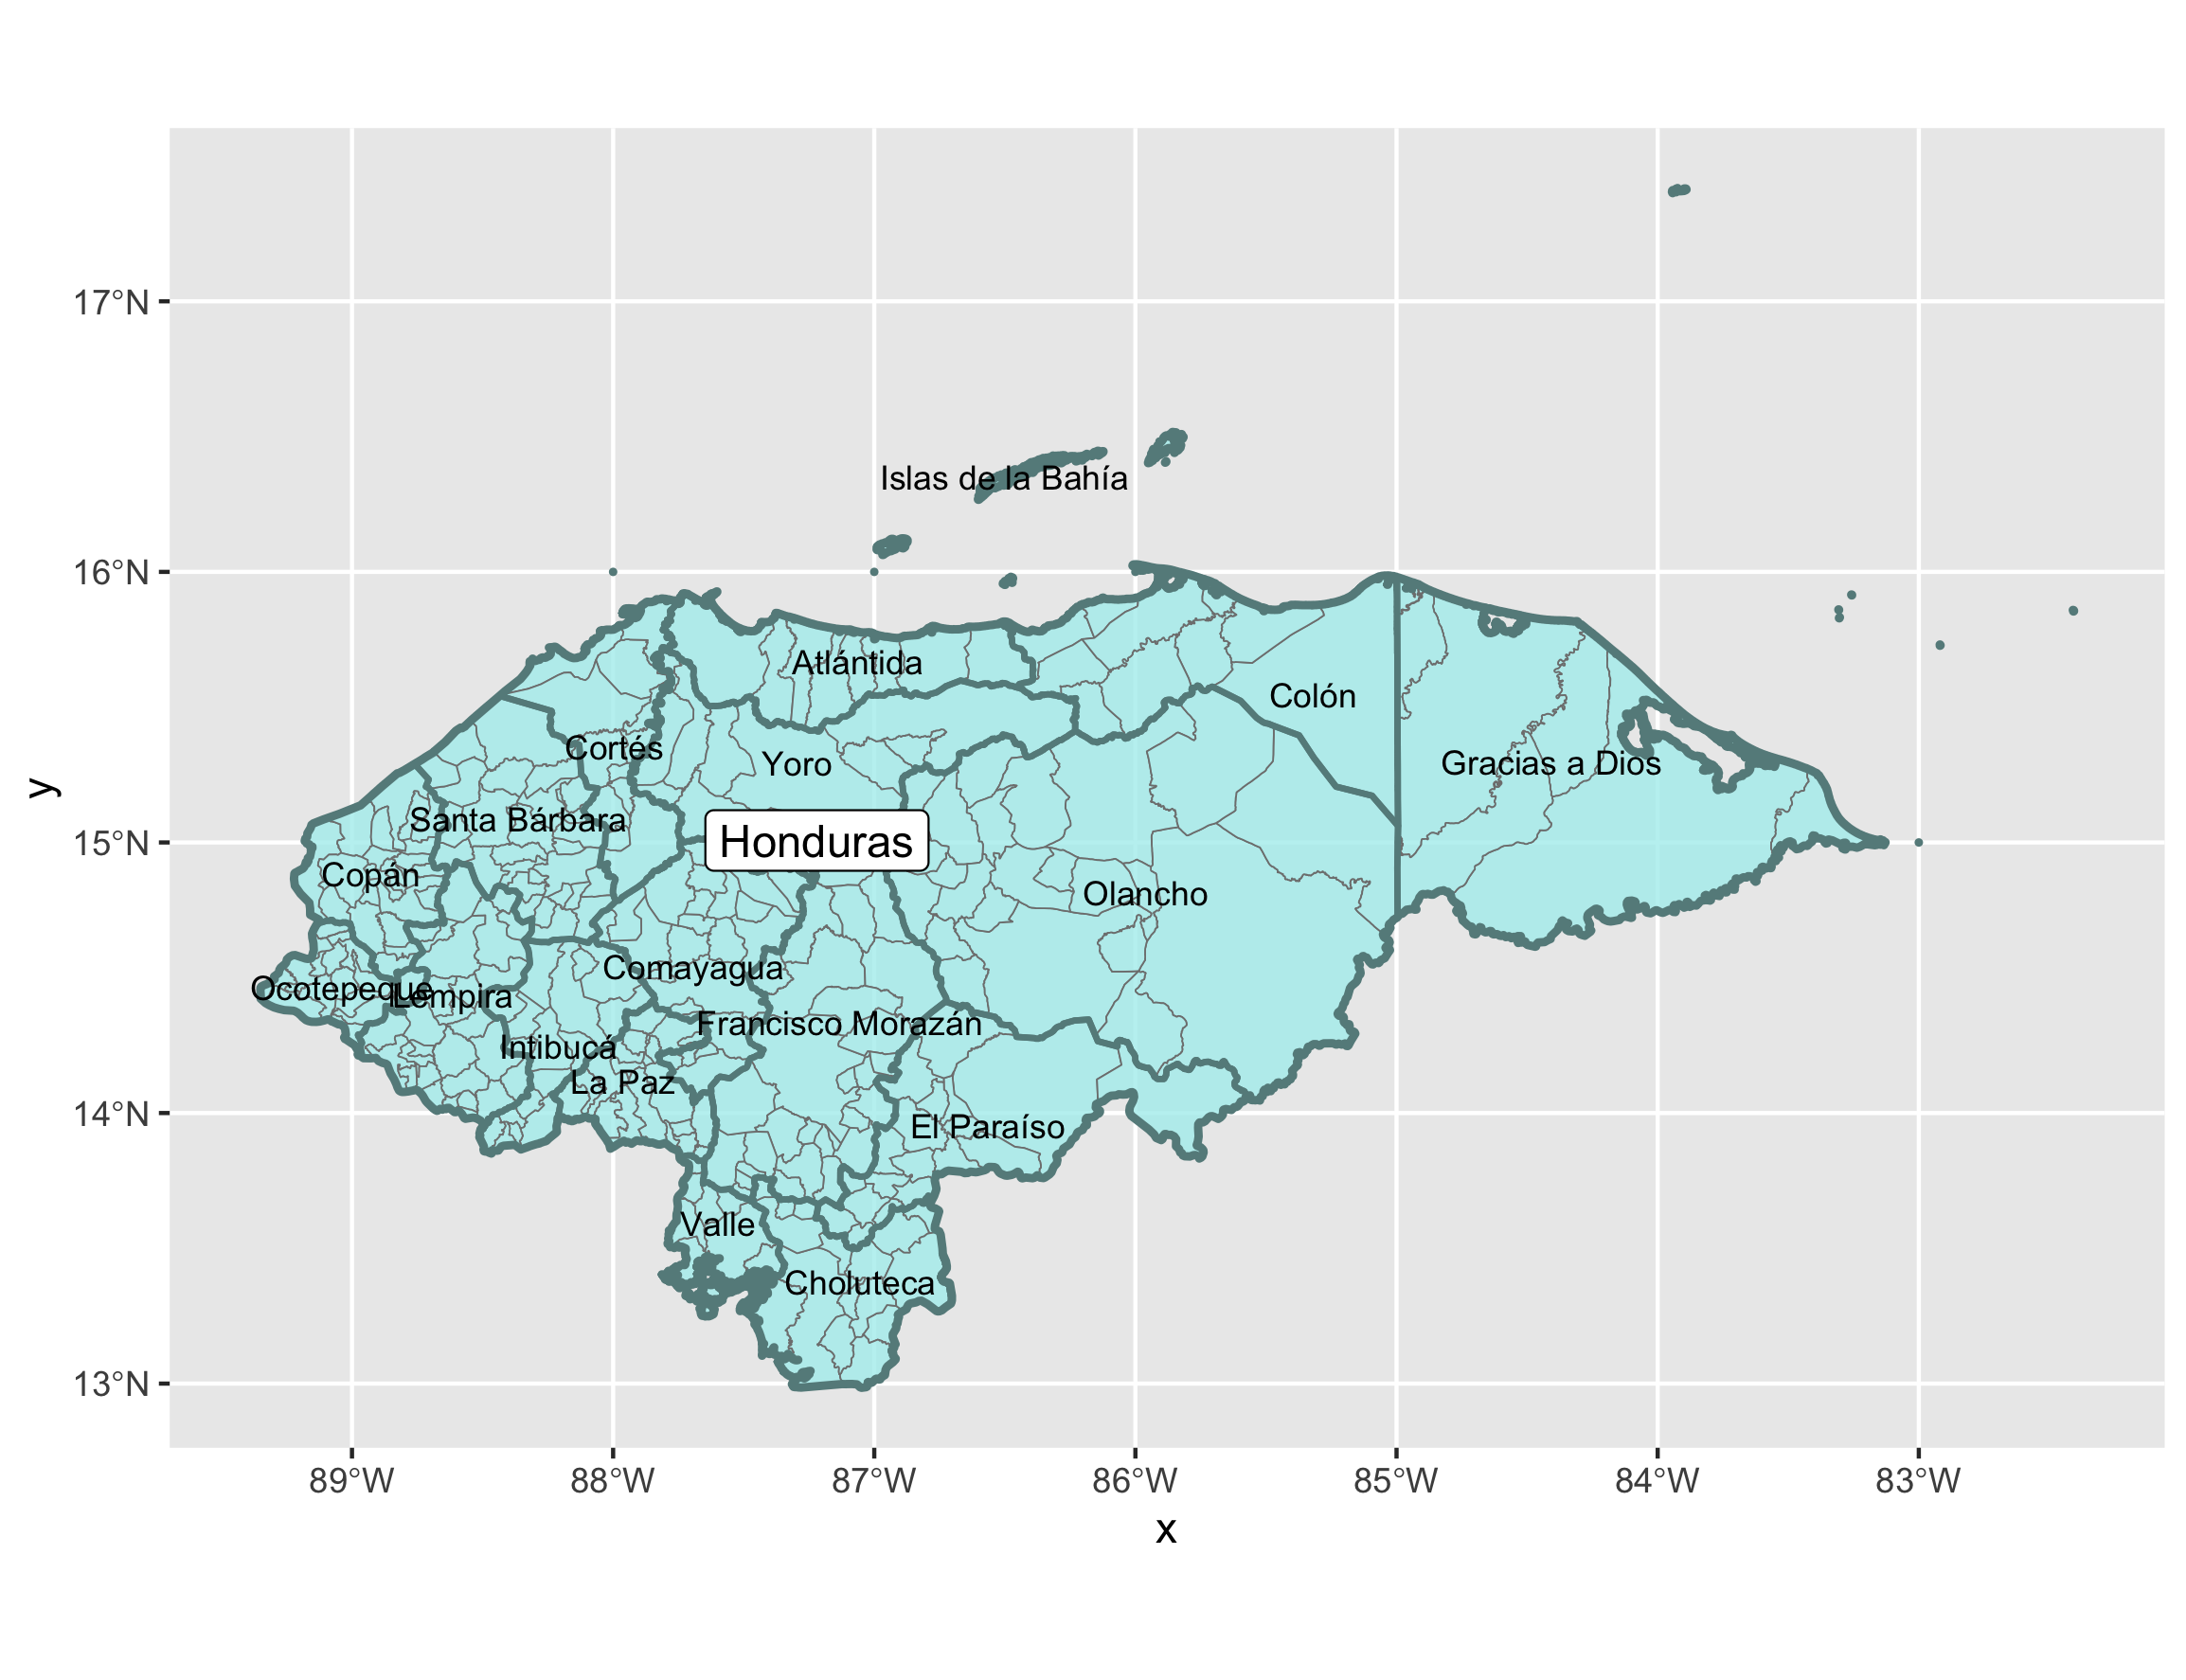 17°N
Islas de la Bahía
16°N
Atlántida
Colón
Cortés
Yoro
Gracias a Dios
y
Santa Bárbara
Honduras
15°N
Copán
Olancho
Comayagua
Ocotepeque
Lempira
Francisco Morazán
Intibucá
La Paz
14°N
El Paraíso
Valle
Choluteca
13°N
89°W 88°W 87°W 86°W 85°W 84°W 83°W
x